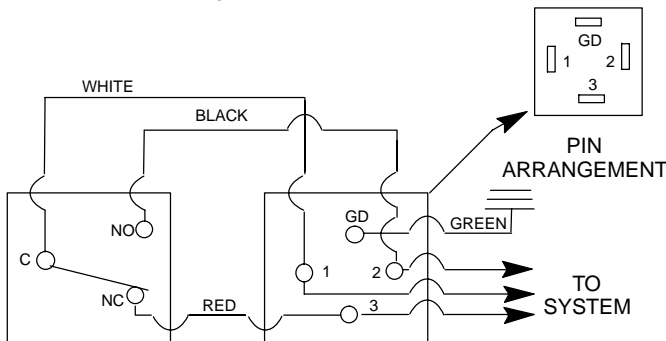 GD
1 2
3
WHITE
BLACK
PIN
ARRANGEMENT
NO
GD
GREEN
C
1
2
NC
RED
3
TO
SYSTEM